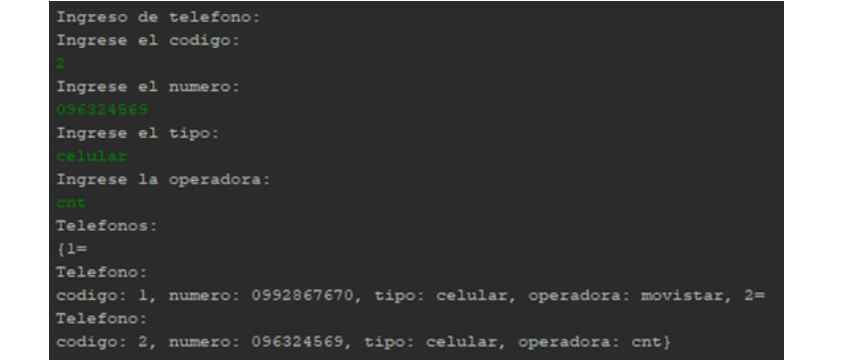 Ingreso de telefono:
Ingrese el codigo:
2
Ingrese el numero:
096324569
Ingrese el tipo:
celular
Ingrese la operadora:
cnt
Telefonos:
{1=
Telefono:
codigo: 1, numero: 0992867670, tipo: celular, operadora: movistar, 2=
Telefono:
codigo: 2, numero: 096324569, tipo: celular, operadora: cnt}